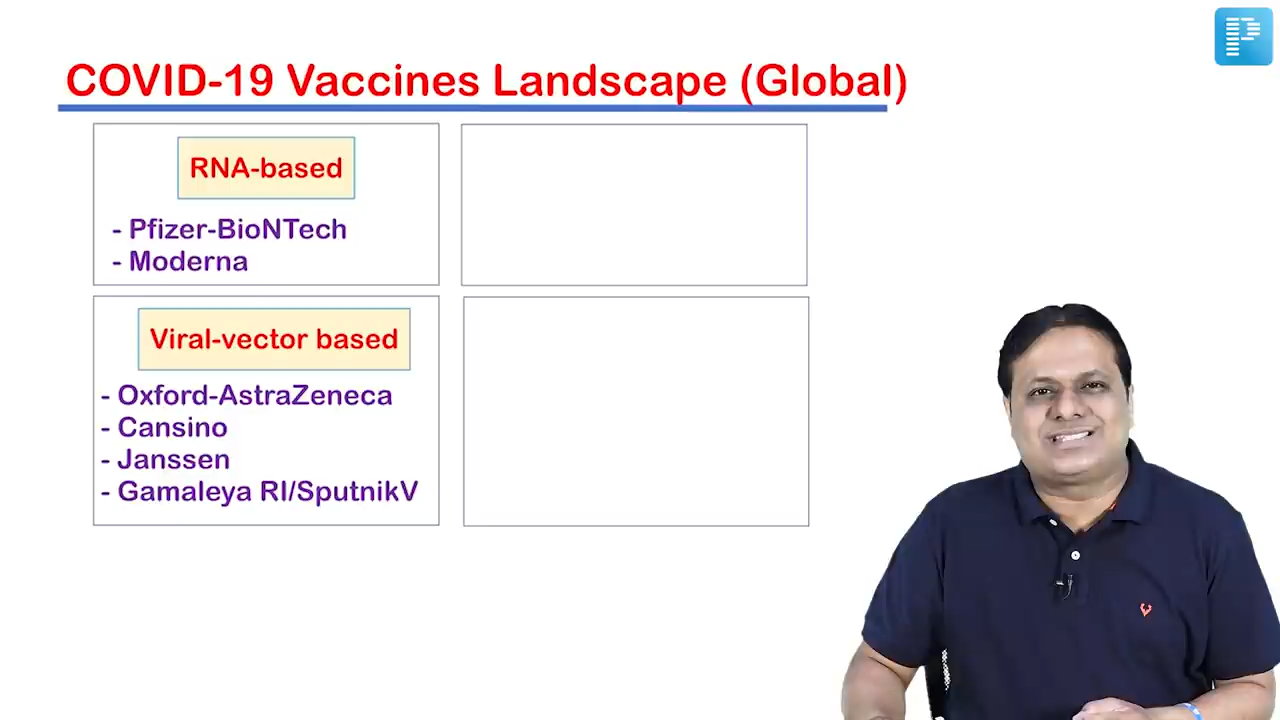 COVID-19 Vaccines Landscape (Global)
RNA-based
- Pfizer-BioNTech
- Moderna
Viral-vector based
- Oxford-AstraZeneca
- Cansino
- Janssen
- Gamaleya RI/SputnikV
P